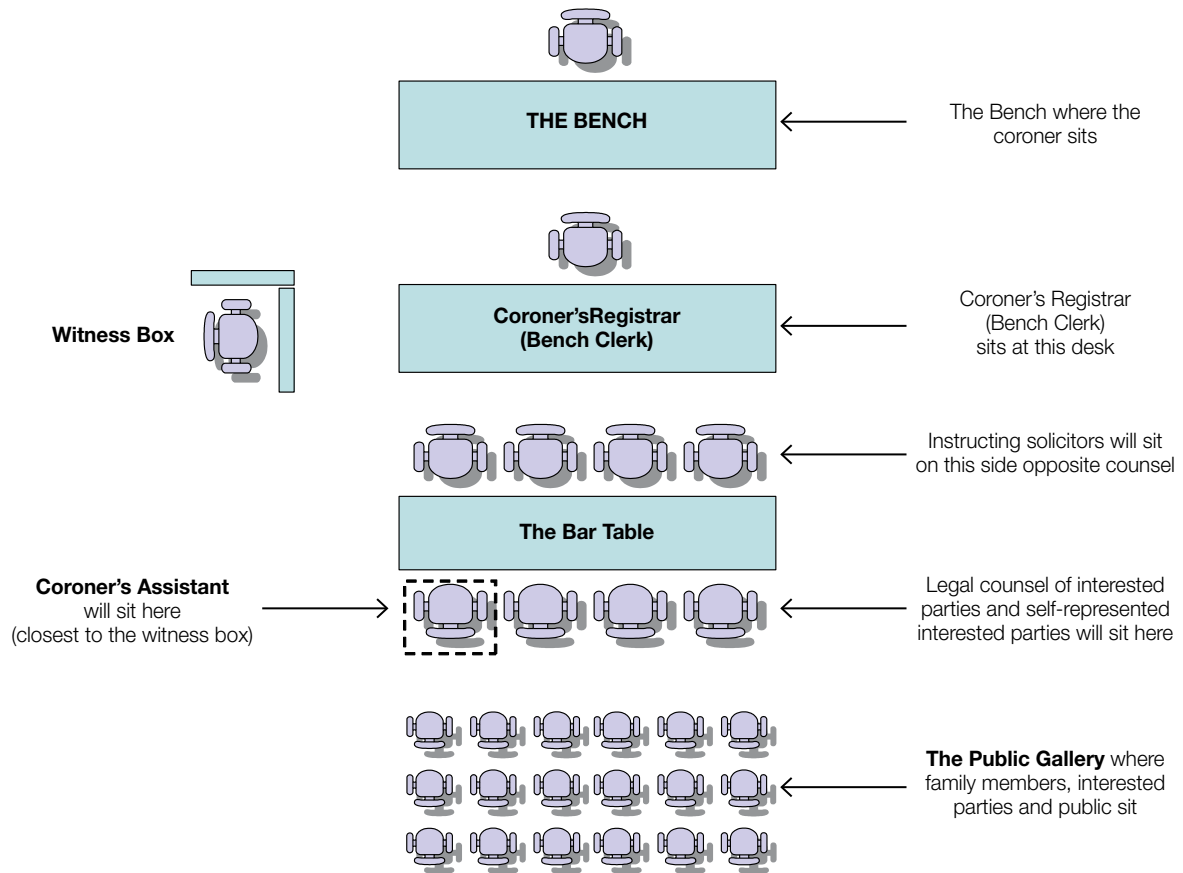 THE BENCH
The Bench where the
coroner sits
Witness Box
Coroner'sRegistrar
(Bench Clerk)
Coroner’s Registrar
(Bench Clerk)
sits at this desk
Instructing solicitors will sit
on this side opposite counsel
The Bar Table
Coroner’s Assistant
will sit here
(closest to the witness box)
Legal counsel of interested
parties and self-represented
interested parties will sit here
The Public Gallery where
family members, interested
parties and public sit